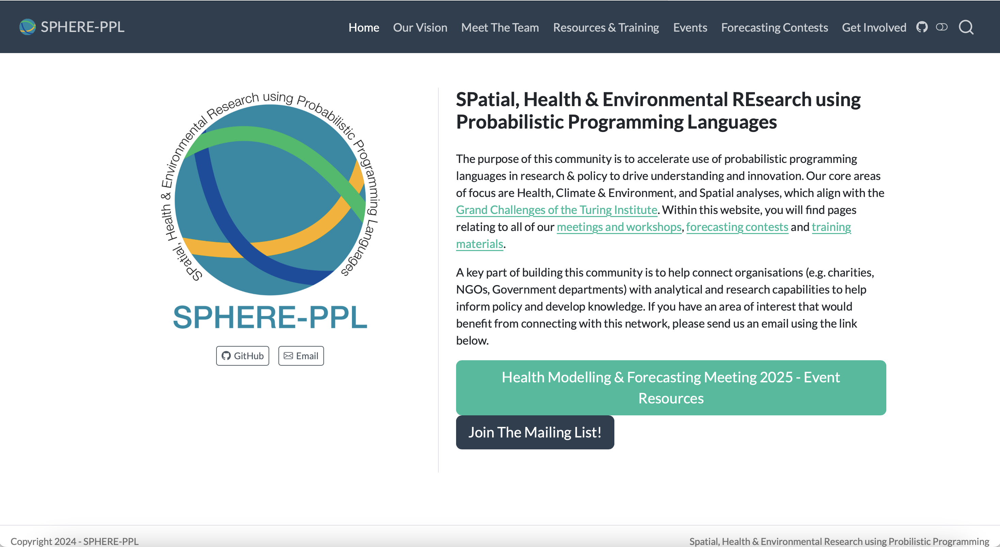 SPHERE-PPL
Home Our Vision Meet The Team Resources & Training Events Forecasting Contests Get Involved
SPatial, Health & Environmental Research using Probabilistic Programming Languages
SPHERE-PPL
GitHub Email
SPatial, Health & Environmental REsearch using
Probabilistic Programming Languages
The purpose of this community is to accelerate use of probabilistic programming
languages in research & policy to drive understanding and innovation. Our core areas
of focus are Health, Climate & Environment, and Spatial analyses, which align with the
Grand Challenges of the Turing Institute. Within this website, you will find pages
relating to all of our meetings and workshops, forecasting contests and training
materials.
A key part of building this community is to help connect organisations (e.g. charities,
NGOs, Government departments) with analytical and research capabilities to help
inform policy and develop knowledge. If you have an area of interest that would
benefit from connecting with this network, please send us an email using the link
below.
Health Modelling & Forecasting Meeting 2025 - Event
Resources
Join The Mailing List!
Copyright 2024 - SPHERE-PPL
Spatial, Health & Environmental Research using Probilistic Programming